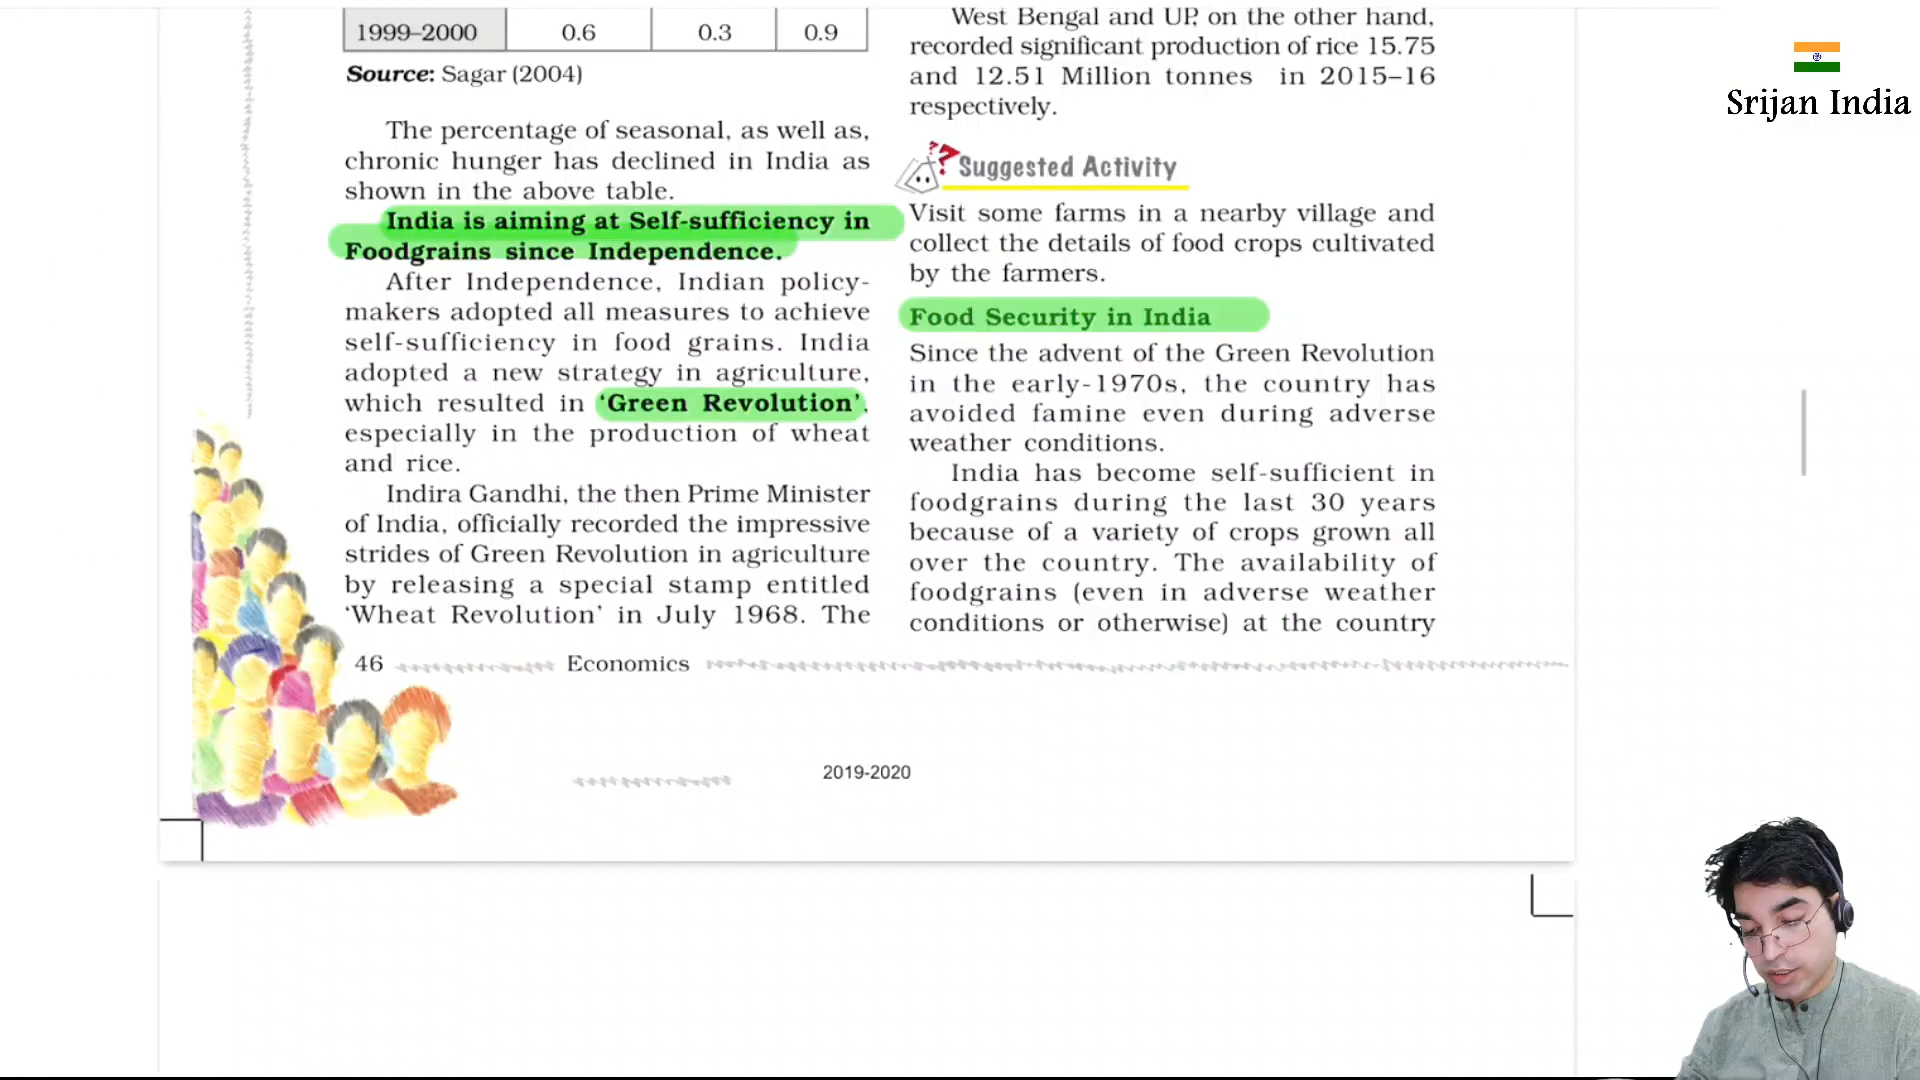 1999–2000 0.6 0.3 0.9
Source: Sagar (2004)
The percentage of seasonal, as well as,
chronic hunger has declined in India as
shown in the above table.
India is aiming at Self-sufficiency in
Foodgrains since Independence.
After Independence, Indian policy-
makers adopted all measures to achieve
self-sufficiency in food grains. India
adopted a new strategy in agriculture,
which resulted in ‘Green Revolution’,
especially in the production of wheat
and rice.
Indira Gandhi, the then Prime Minister
of India, officially recorded the impressive
strides of Green Revolution in agriculture
by releasing a special stamp entitled
‘Wheat Revolution’ in July 1968. The
West Bengal and UP, on the other hand,
recorded significant production of rice 15.75
and 12.51 Million tonnes in 2015–16
respectively.
??
Suggested Activity
Visit some farms in a nearby village and
collect the details of food crops cultivated
by the farmers.
Food Security in India
Since the advent of the Green Revolution
in the early-1970s, the country has
avoided famine even during adverse
weather conditions.
India has become self-sufficient in
foodgrains during the last 30 years
because of a variety of crops grown all
over the country. The availability of
foodgrains (even in adverse weather
conditions or otherwise) at the country
46 Economics
2019-2020
Srijan India